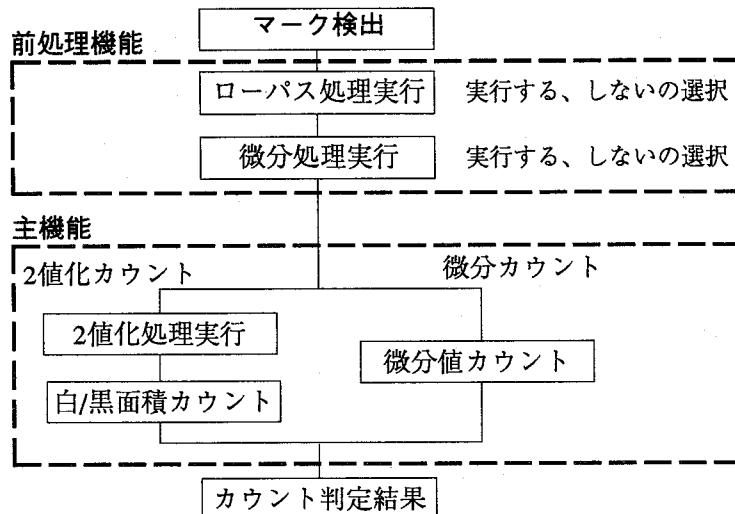 マーク検出
前処理機能
ローパス処理実行 実行する、しないの選択
微分処理実行 実行する、しないの選択
主機能
2値化カウント 微分カウント
2値化処理実行
微分値カウント
白/黒面積カウント
カウント判定結果